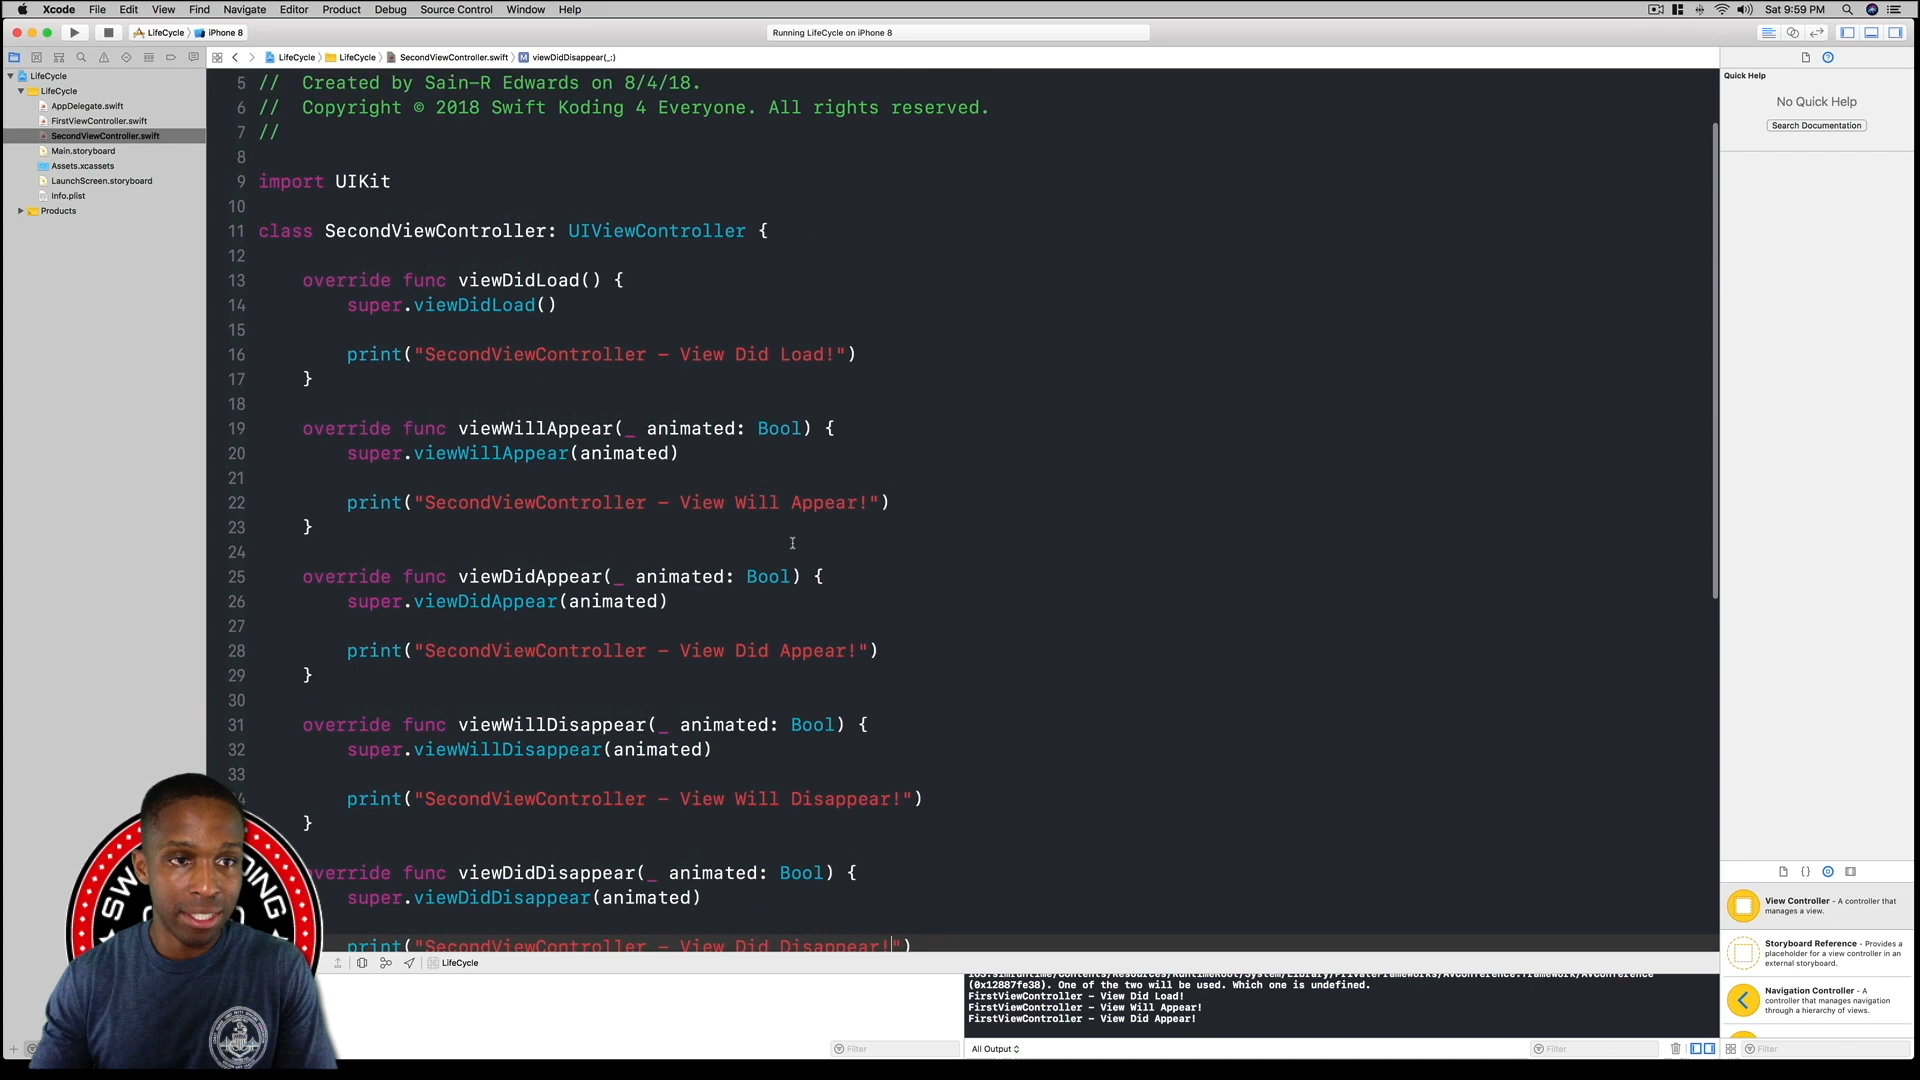 Xcode File Edit View Find Navigate Editor Product Debug Source Control Window Help Sat 9:59 PM
LifeCycle iPhone 8 Running LifeCycle on iPhone 8
LifeCycle LifeCycle SecondViewController.swift M viewDidDisappear(_:)
LifeCycle
LifeCycle
AppDelegate.swift
FirstViewController.swift
SecondViewController.swift
Main.storyboard
Assets.xcassets
LaunchScreen.storyboard
Info.plist
Products
5 // Created by Sain-R Edwards on 8/4/18.
6 // Copyright © 2018 Swift Koding 4 Everyone. All rights reserved.
7 //
8
9 import UIKit
10
11 class SecondViewController: UIViewController {
12
13 override func viewDidLoad() {
14 super.viewDidLoad()
15
16 print("SecondViewController - View Did Load!")
17 }
18
19 override func viewWillAppear(_ animated: Bool) {
20 super.viewWillAppear(animated)
21
22 print("SecondViewController - View Will Appear!")
23 }
24
25 override func viewDidAppear(_ animated: Bool) {
26 super.viewDidAppear(animated)
27
28 print("SecondViewController - View Did Appear!")
29 }
30
31 override func viewWillDisappear(_ animated: Bool) {
32 super.viewWillDisappear(animated)
33
print("SecondViewController - View Will Disappear!")
}
override func viewDidDisappear(_ animated: Bool) {
super.viewDidDisappear(animated)
print("SecondViewController - View Did Disappear!")
LifeCycle
(0x12887fe38). One of the two will be used. Which one is undefined.
FirstViewController - View Did Load!
FirstViewController - View Will Appear!
FirstViewController - View Did Appear!
Filter
All Output
Filter
Quick Help
No Quick Help
Search Documentation
View Controller - A controller that
manages a view.
Storyboard Reference - Provides a
placeholder for a view controller in an
external storyboard.
Navigation Controller - A
controller that manages navigation
through a hierarchy of views.
Filter